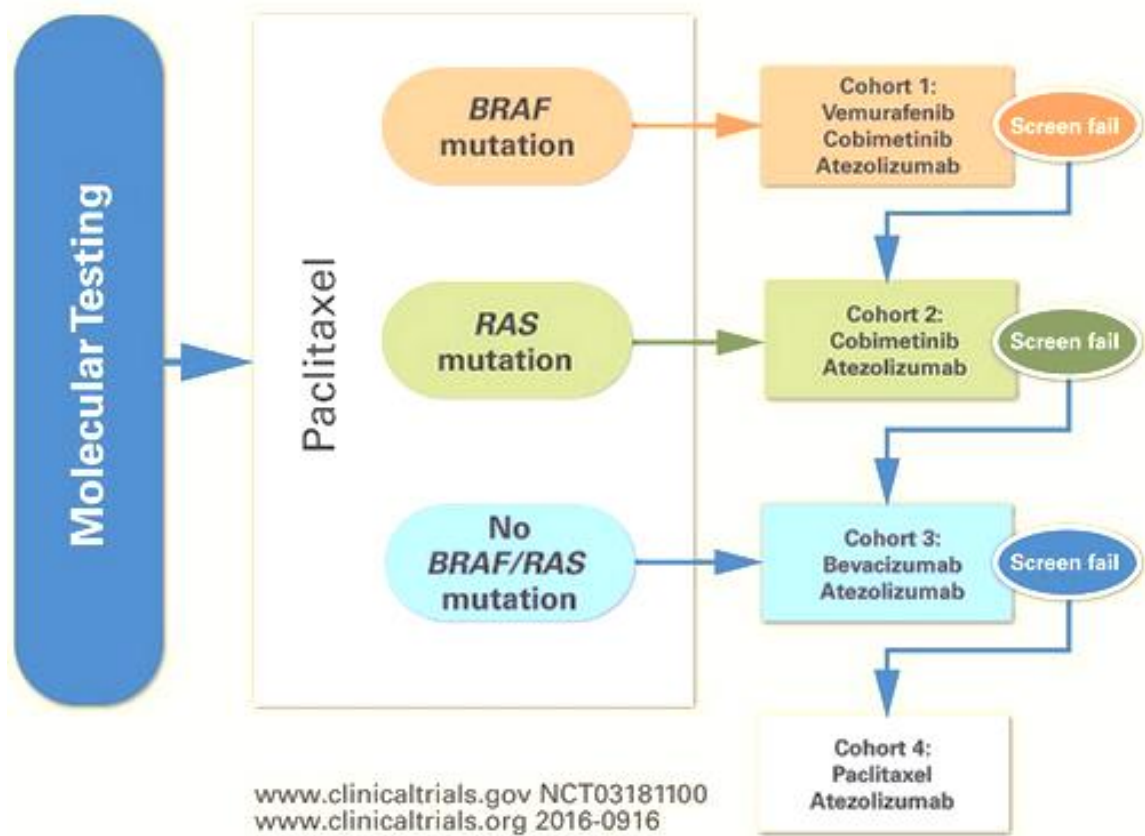 Molecular Testing
Paclitaxel
BRAF
mutation
Cohort 1:
Vemurafenib
Cobimetinib
Atezolizumab
Screen fail
RAS
mutation
Cohort 2:
Cobimetinib
Atezolizumab
Screen fail
No
BRAF/RAS
mutation
Cohort 3:
Bevacizumab
Atezolizumab
Screen fail
Cohort 4:
Paclitaxel
Atezolizumab
www.clinicaltrials.gov NCT03181100
www.clinicaltrials.org 2016-0916